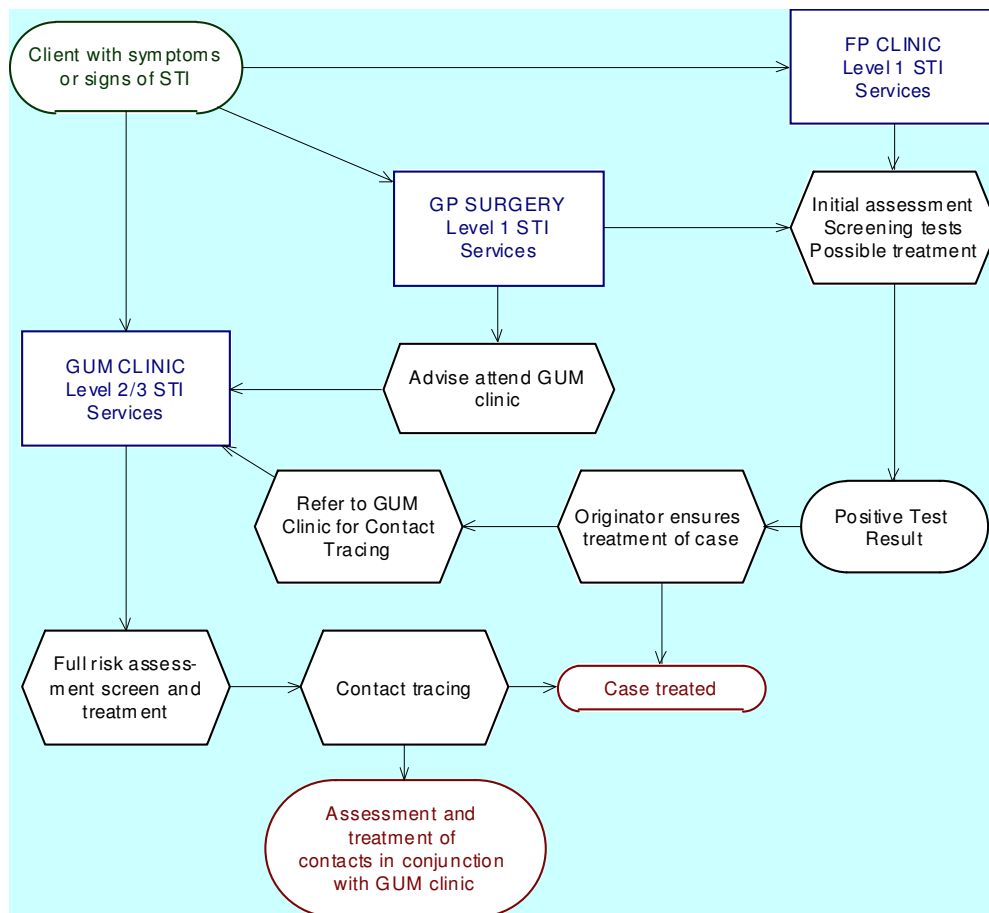 Client with symptoms
or signs of STI
FP CLINIC
Level 1 STI
Services
GP SURGERY
Level 1 STI
Services
Initial assessment
Screening tests
Possible treatment
GUM CLINIC
Level 2/3 STI
Services
Advise attend GUM
clinic
Refer to GUM
Clinic for Contact
Tracing
Originator ensures
treatment of case
Positive Test
Result
Full risk assess-
ment screen and
treatment
Contact tracing
Case treated
Assessment and
treatment of
contacts in conjunction
with GUM clinic